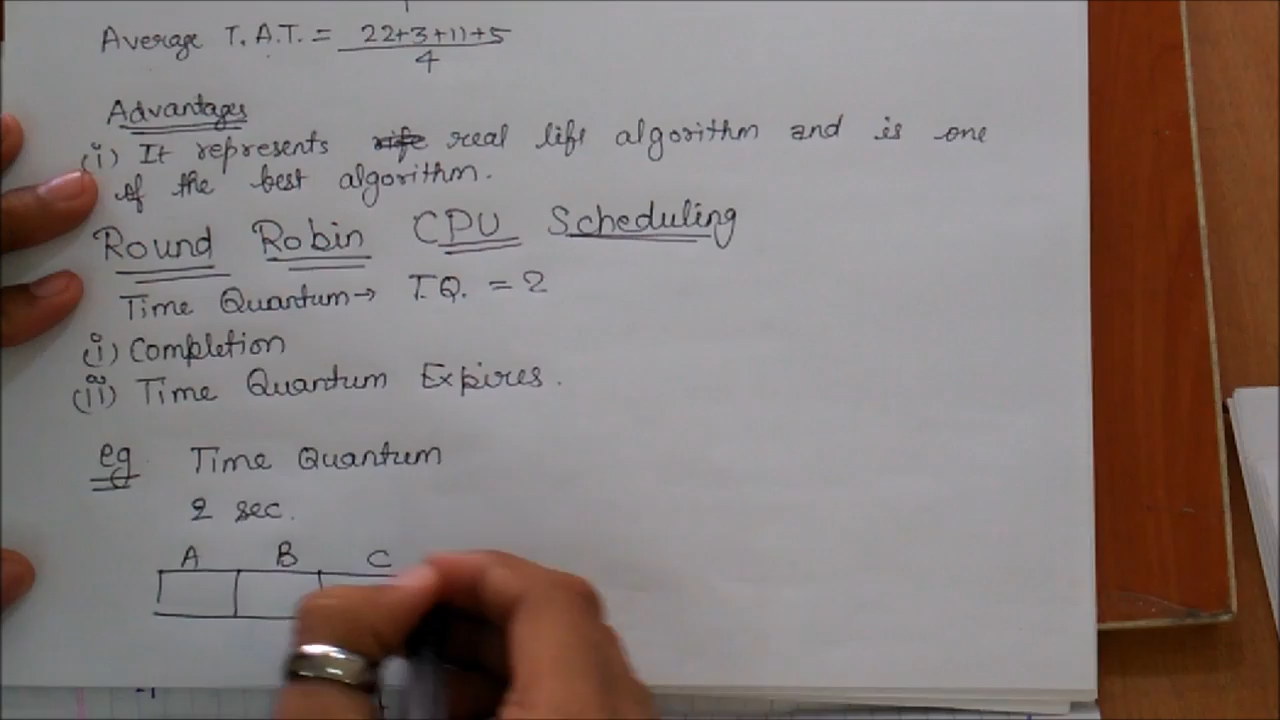 Average T.A.T. = 22+3+11+5
4
Advantages
(i) It represents real life algorithm and is one
of the best algorithm.
Round Robin CPU Scheduling
Time Quantum→ T.Q. = 2
(i) Completion
(ii) Time Quantum Expires.
eg Time Quantum
2 sec.
A B C